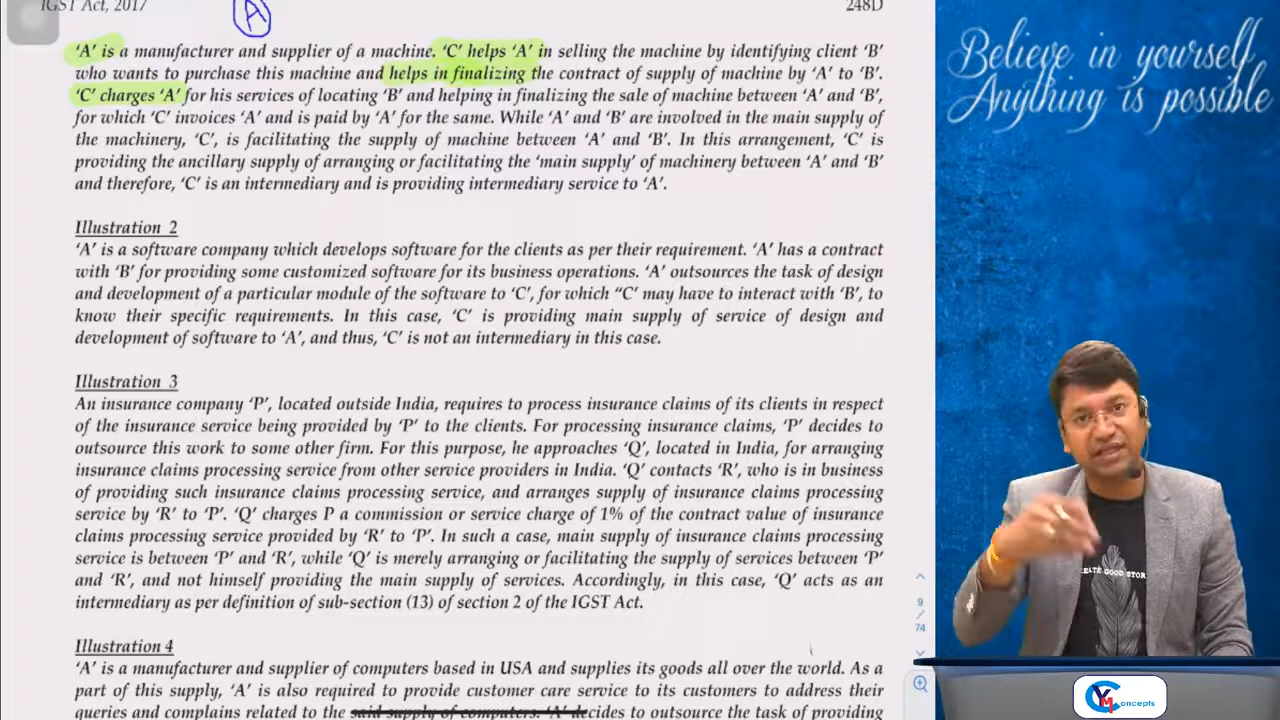 IGST Act, 2017
248D
A
'A' is a manufacturer and supplier of a machine. 'C' helps 'A' in selling the machine by identifying client 'B'
who wants to purchase this machine and helps in finalizing the contract of supply of machine by 'A' to 'B'.
'C' charges 'A' for his services of locating 'B' and helping in finalizing the sale of machine between 'A' and 'B',
for which 'C' invoices 'A' and is paid by 'A' for the same. While 'A' and 'B' are involved in the main supply of
the machinery, 'C', is facilitating the supply of machine between 'A' and 'B'. In this arrangement, 'C' is
providing the ancillary supply of arranging or facilitating the 'main supply' of machinery between 'A' and 'B'
and therefore, 'C' is an intermediary and is providing intermediary service to 'A'.
Illustration 2
'A' is a software company which develops software for the clients as per their requirement. 'A' has a contract
with 'B' for providing some customized software for its business operations. 'A' outsources the task of design
and development of a particular module of the software to 'C', for which "C' may have to interact with 'B', to
know their specific requirements. In this case, 'C' is providing main supply of service of design and
development of software to 'A', and thus, 'C' is not an intermediary in this case.
Illustration 3
An insurance company 'P', located outside India, requires to process insurance claims of its clients in respect
of the insurance service being provided by 'P' to the clients. For processing insurance claims, 'P' decides to
outsource this work to some other firm. For this purpose, he approaches 'Q', located in India, for arranging
insurance claims processing service from other service providers in India. 'Q' contacts 'R', who is in business
of providing such insurance claims processing service, and arranges supply of insurance claims processing
service by 'R' to 'P'. 'Q' charges P a commission or service charge of 1% of the contract value of insurance
claims processing service provided by 'R' to 'P'. In such a case, main supply of insurance claims processing
service is between 'P' and 'R', while 'Q' is merely arranging or facilitating the supply of services between 'P'
and 'R', and not himself providing the main supply of services. Accordingly, in this case, 'Q' acts as an
intermediary as per definition of sub-section (13) of section 2 of the IGST Act.
Illustration 4
'A' is a manufacturer and supplier of computers based in USA and supplies its goods all over the world. As a
part of this supply, 'A' is also required to provide customer care service to its customers to address their
queries and complains related to the said supply of computers. 'A' decides to outsource the task of providing
9
/
74
Believe in yourself
Anything is possible
EATE GOOD STOR
YM
Concepts